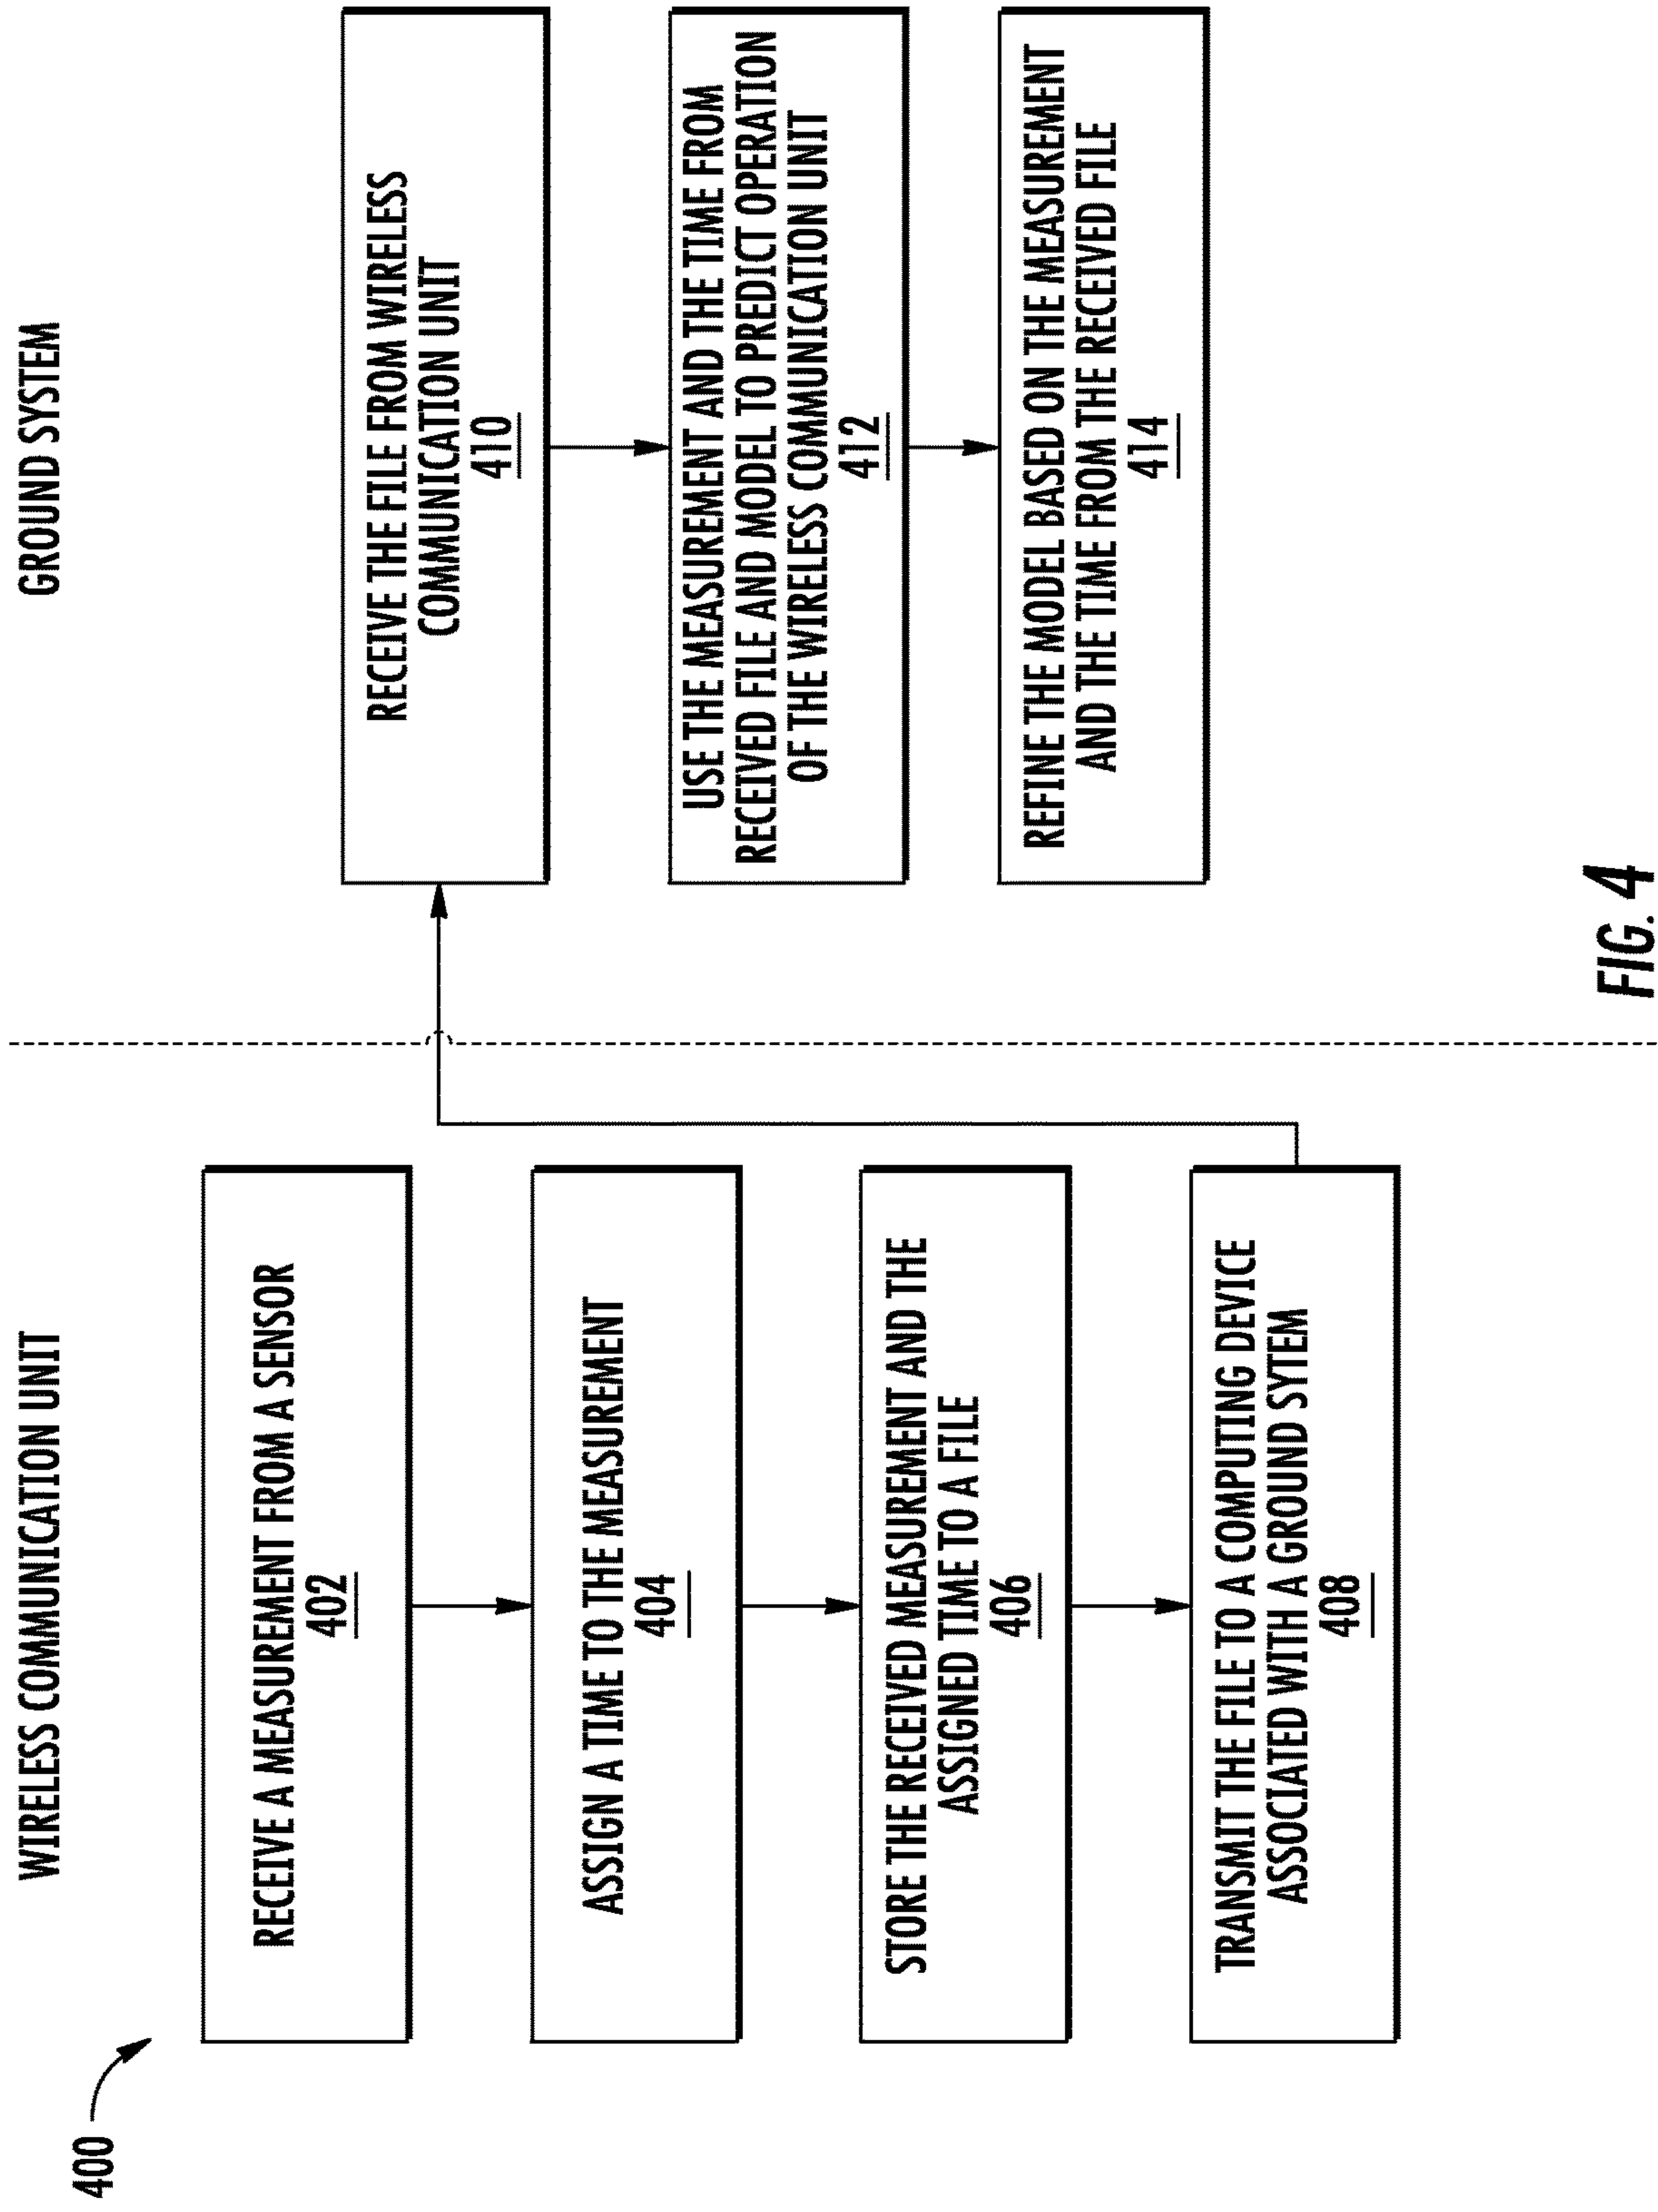 400
WIRELESS COMMUNICATION UNIT
RECEIVE A MEASUREMENT FROM A SENSOR
402
ASSIGN A TIME TO THE MEASUREMENT
404
STORE THE RECEIVED MEASUREMENT AND THE
ASSIGNED TIME TO A FILE
406
TRANSMIT THE FILE TO A COMPUTING DEVICE
ASSOCIATED WITH A GROUND SYTEM
408
GROUND SYSTEM
RECEIVE THE FILE FROM WIRELESS
COMMUNICATION UNIT
410
USE THE MEASUREMENT AND THE TIME FROM
RECEIVED FILE AND MODEL TO PREDICT OPERATION
OF THE WIRELESS COMMUNICATION UNIT
412
REFINE THE MODEL BASED ON THE MEASUREMENT
AND THE TIME FROM THE RECEIVED FILE
414
FIG. 4